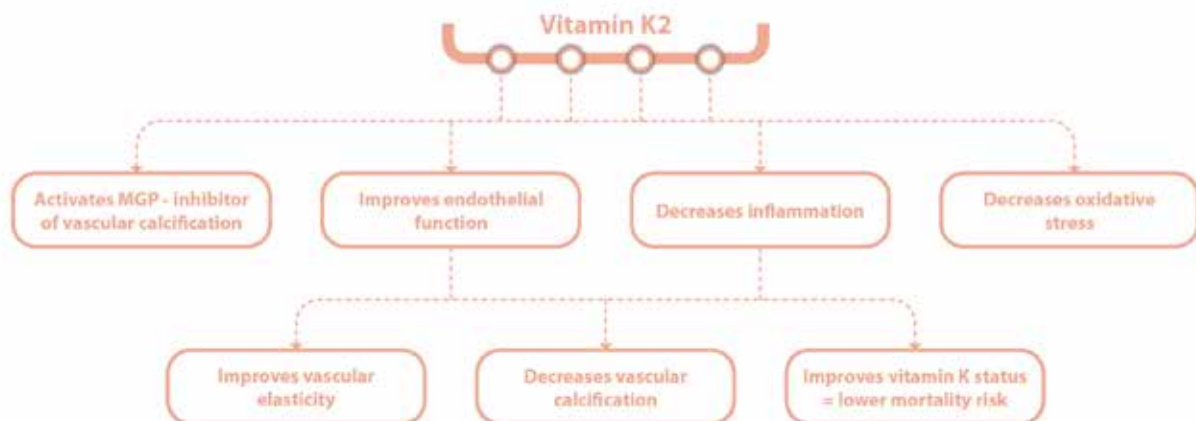 Vitamin K2
Activates MGP - inhibitor
of vascular calcification
Improves endothelial
function
Decreases inflammation
Decreases oxidative
stress
Improves vascular
elasticity
Decreases vascular
calcification
Improves vitamin K status
= lower mortality risk